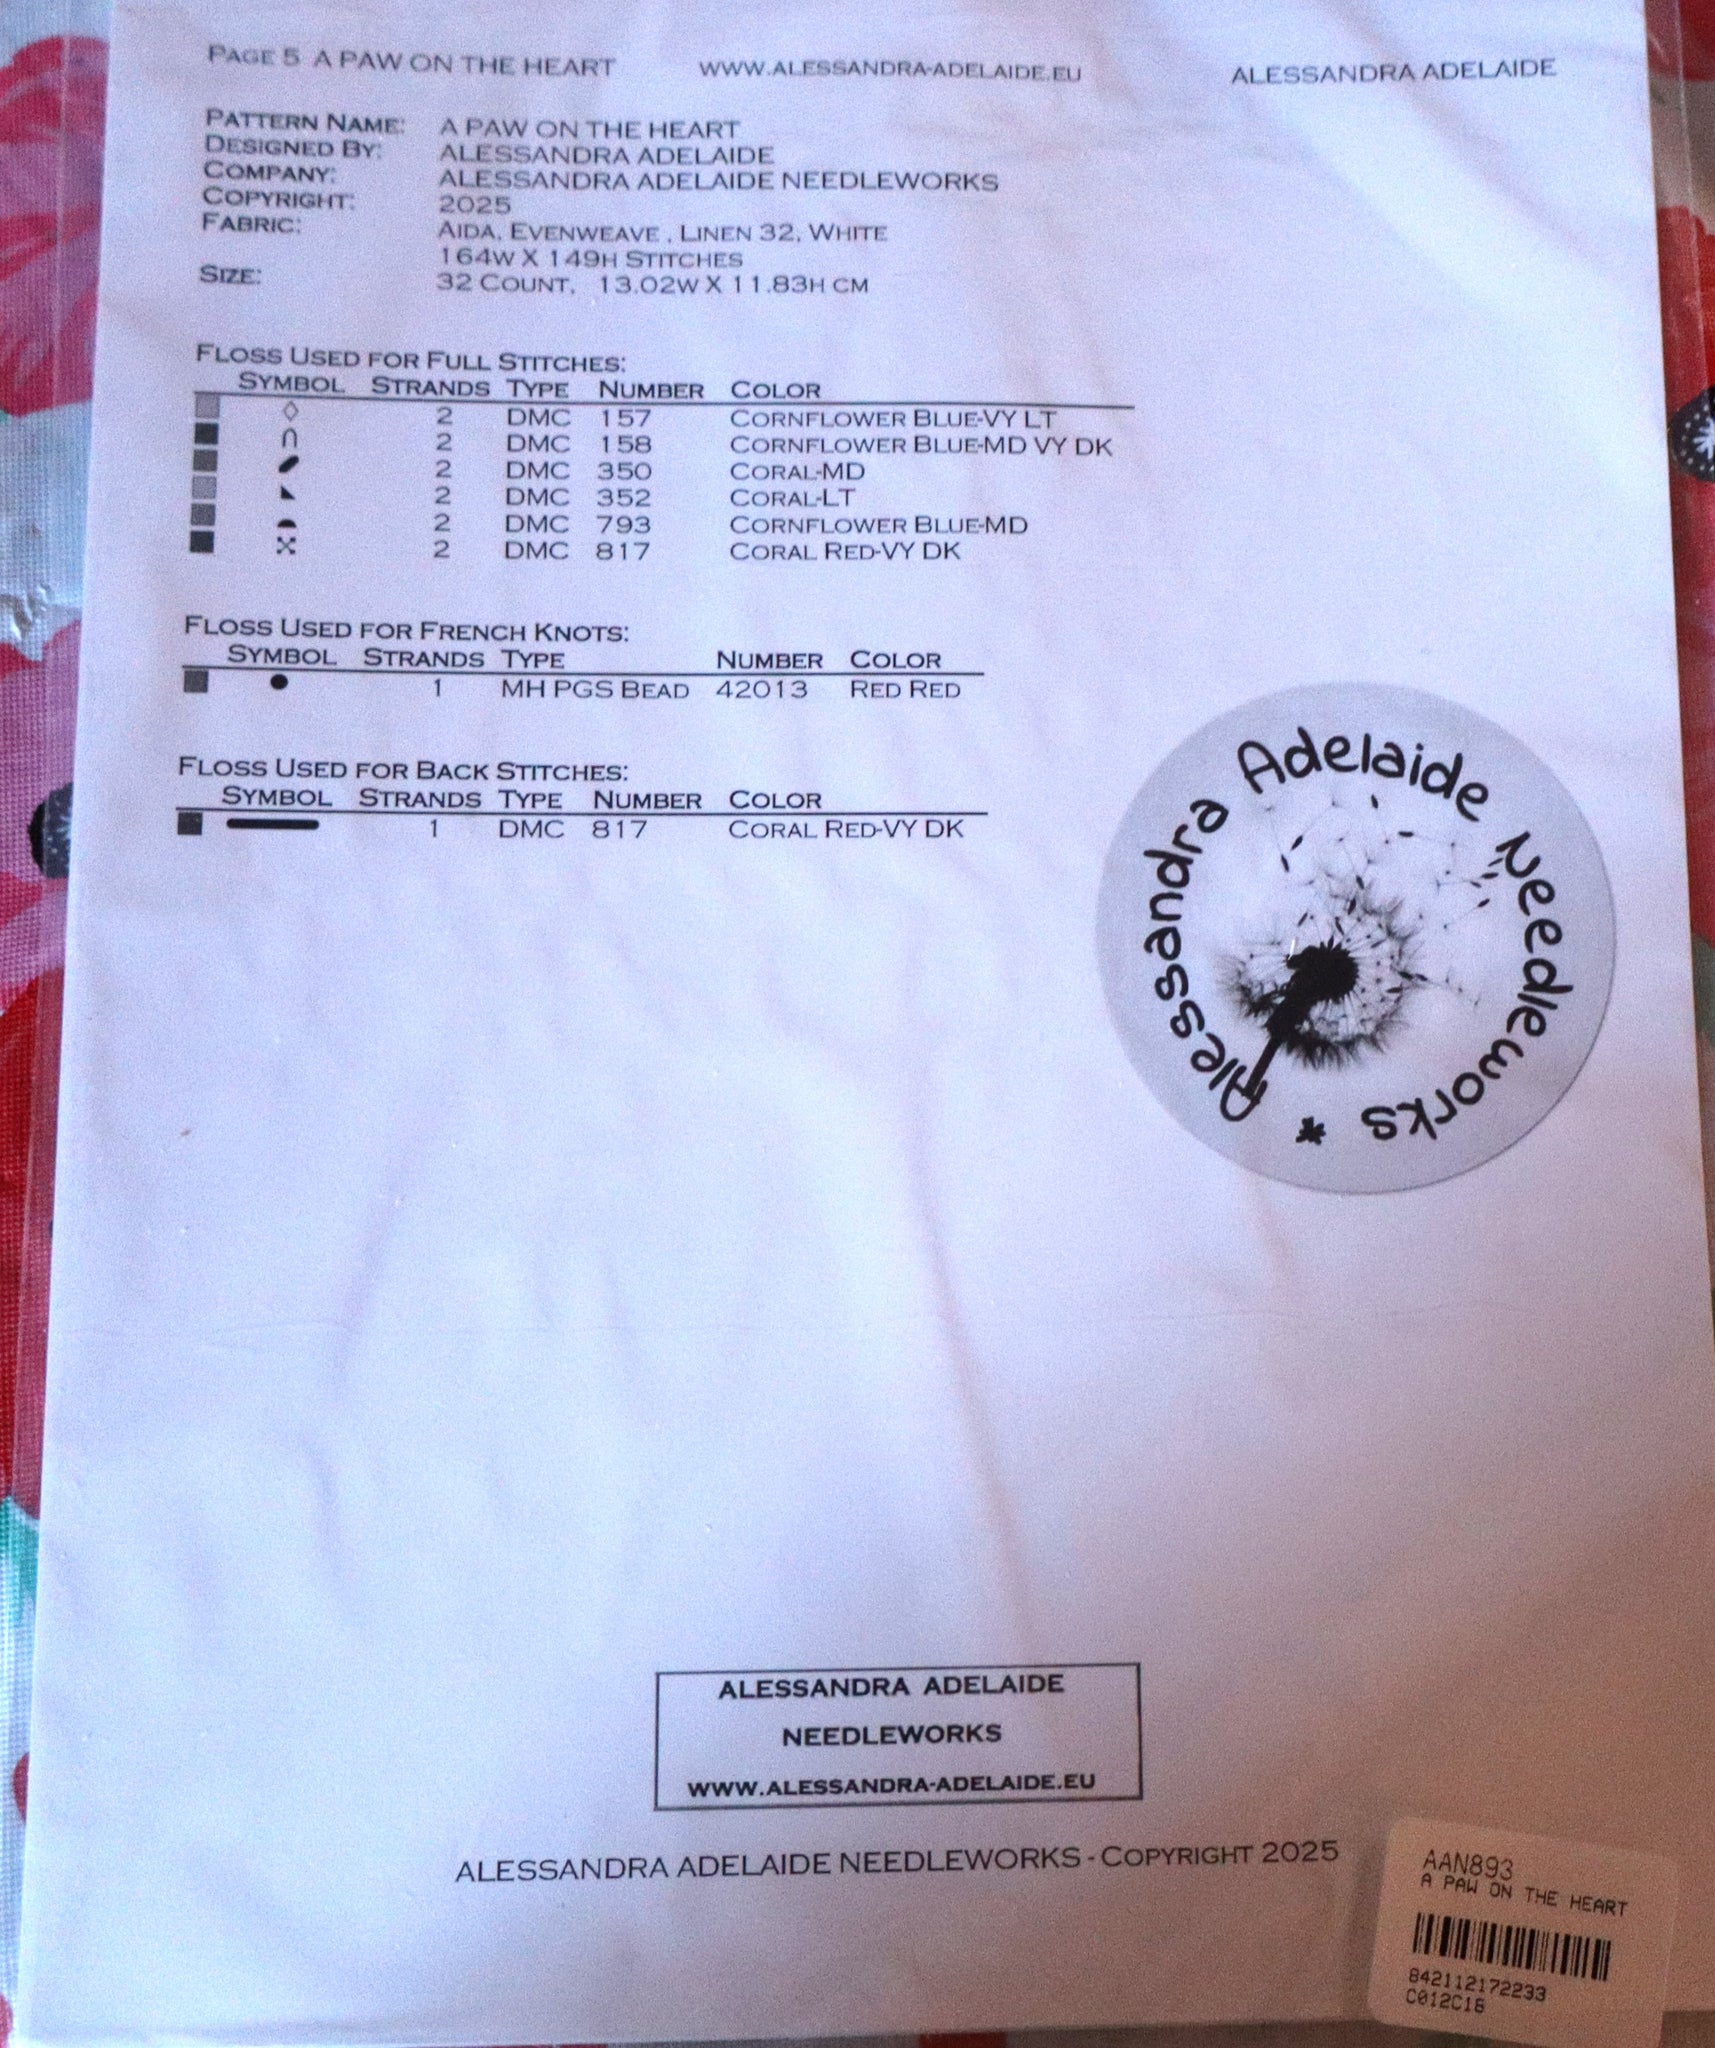 PAGE 5 A PAW ON THE HEART WWW.ALESSANDRA-ADELAIDE.EU ALESSANDRA ADELAIDE
PATTERN NAME: A PAW ON THE HEART
DESIGNED BY: ALESSANDRA ADELAIDE
COMPANY: ALESSANDRA ADELAIDE NEEDLEWORKS
COPYRIGHT: 2025
FABRIC: AIDA, EVENWEAVE , LINEN 32, WHITE
164W X 149H STITCHES
SIZE: 32 COUNT, 13.02W X 11.83H CM
FLOSS USED FOR FULL STITCHES:
SYMBOL STRANDS TYPE NUMBER COLOR
2 DMC 157 CORNFLOWER BLUE-VY LT
2 DMC 158 CORNFLOWER BLUE-MD VY DK
2 DMC 350 CORAL-MD
2 DMC 352 CORAL-LT
2 DMC 793 CORNFLOWER BLUE-MD
2 DMC 817 CORAL RED-VY DK
FLOSS USED FOR FRENCH KNOTS:
SYMBOL STRANDS TYPE NUMBER COLOR
1 MH PGS BEAD 42013 RED RED
FLOSS USED FOR BACK STITCHES:
SYMBOL STRANDS TYPE NUMBER COLOR
1 DMC 817 CORAL RED-VY DK
Alessandra Adelaide Needleworks *
ALESSANDRA ADELAIDE
NEEDLEWORKS
WWW.ALESSANDRA-ADELAIDE.EU
ALESSANDRA ADELAIDE NEEDLEWORKS - COPYRIGHT 2025
AAN893
A PAW ON THE HEART
842112172233
C012C18